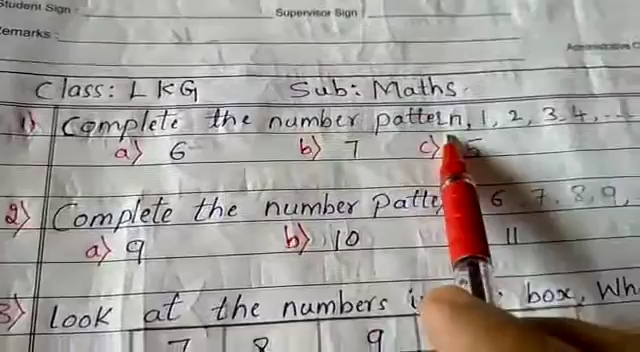 Student Sign :
Supervisor Sign
Remarks :
Class: LKG Sub: Maths
1) Complete the number pattern, 1, 2, 3, 4, ...
a) 6 b) 7 c) 5
2) Complete the number patte 6, 7, 8, 9,
a) 9 b) 10 11
3) Look at the numbers i box, Wh
7 8 9